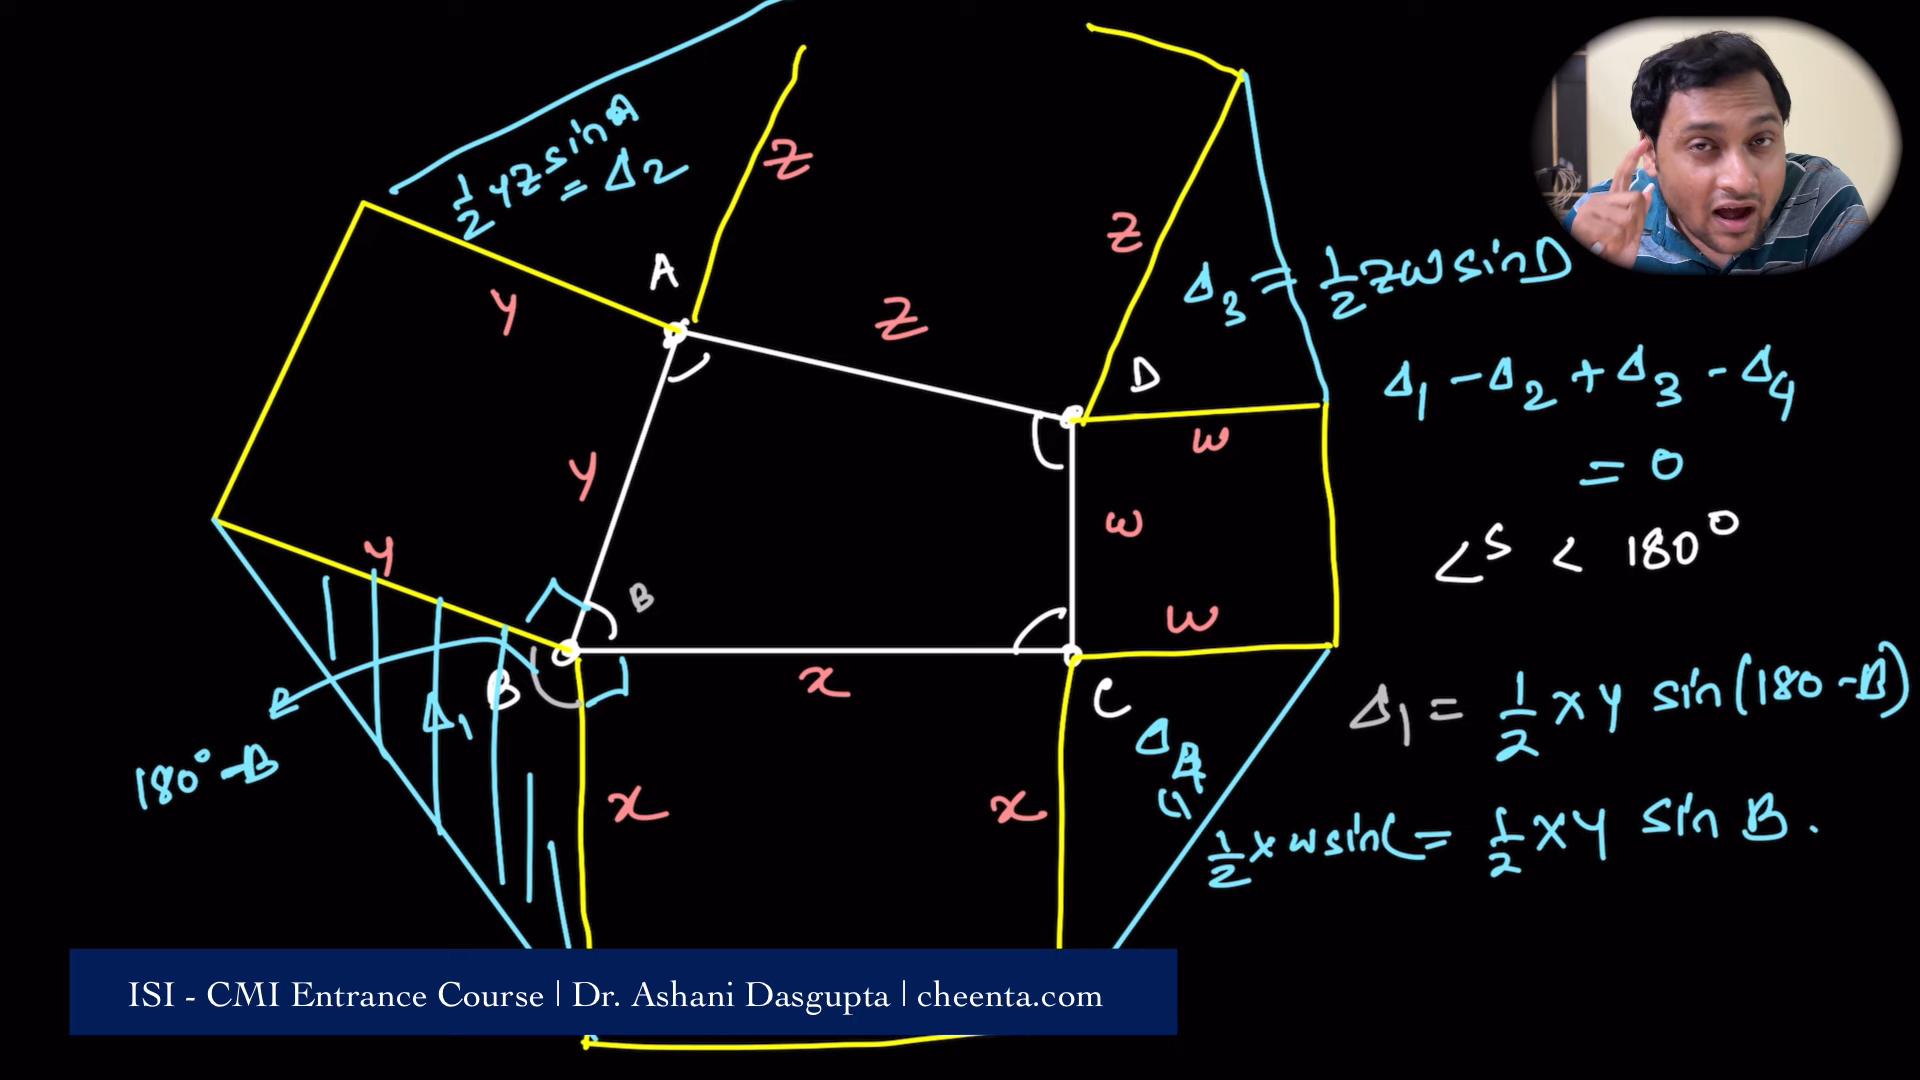 1/2 yz sin A
= Δ2
z
A
y
z
z
Δ3 = 1/2 zw sin D
D
w
Δ1 - Δ2 + Δ3 - Δ4
= 0
y
w
∠s < 180°
y
B
w
B
x
C
Δ1
180° - B
Δ1 = 1/2 xy sin(180 - B)
Δ4
x
x
1/2 x w sin C = 1/2 xy sin B.
ISI - CMI Entrance Course | Dr. Ashani Dasgupta | cheenta.com